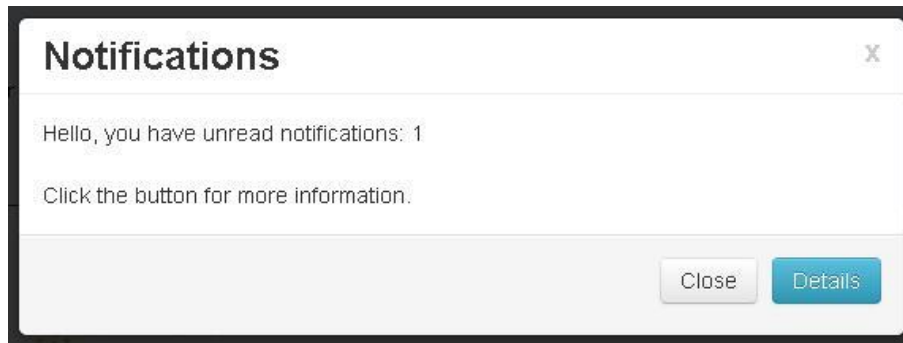 Notifications x
Hello, you have unread notifications: 1
Click the button for more information.
Close Details